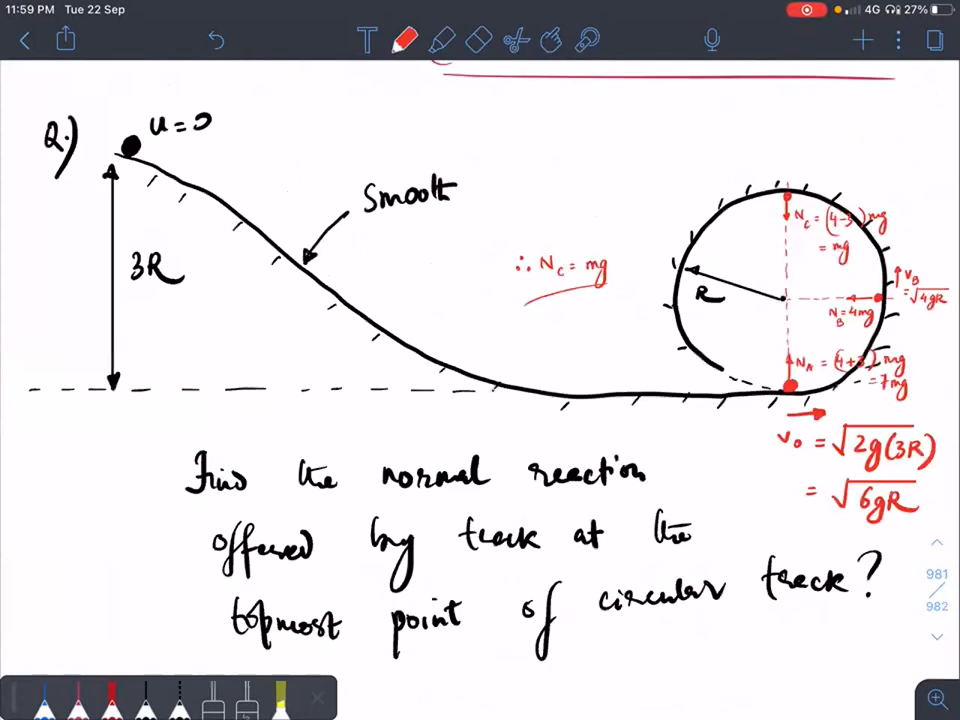 11:59 PM Tue 22 Sep
4G 27%
T
Q.) u = 0
Smooth
3R
∴ N_C = mg
R
N_C = (4-3)mg
= mg
V_B = √4gR
N_B = 4mg
N_A = (4+3)mg
= 7mg
v_0 = √2g(3R)
= √6gR
Find the normal reaction
offered by track at the
topmost point of circular track?
981
/
982